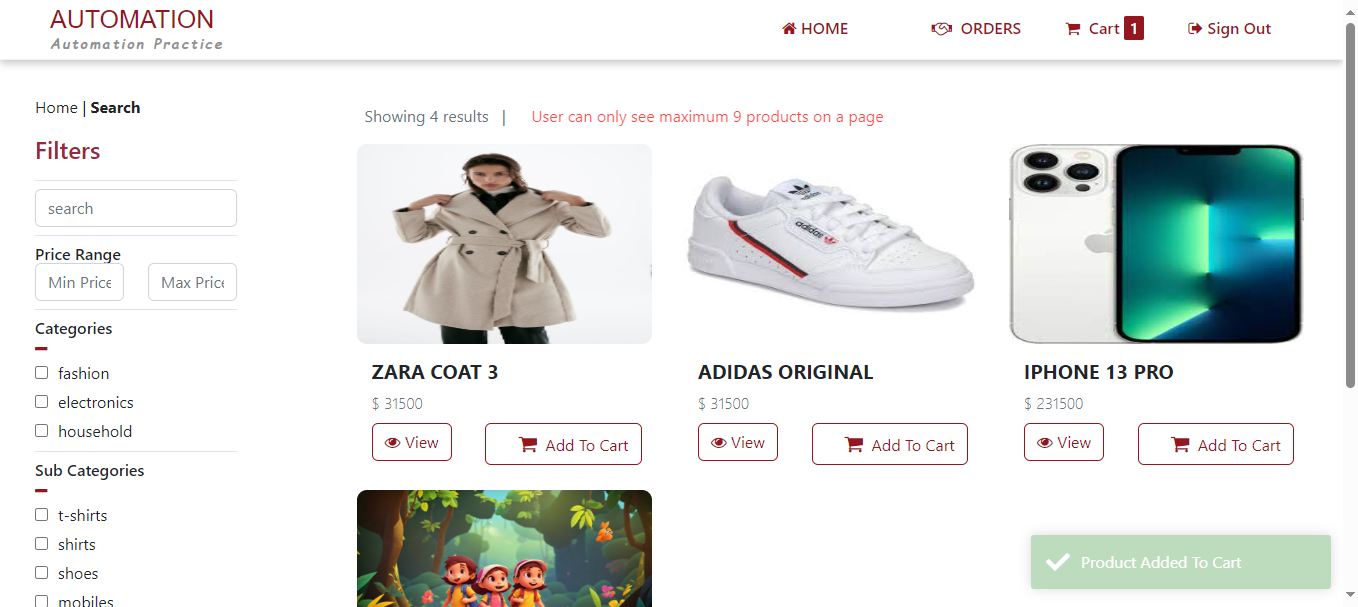 AUTOMATION
Automation Practice
HOME
ORDERS
Cart 1
Sign Out
Home | Search
Filters
search
Price Range
Min Price
Max Price
Categories
fashion
electronics
household
Sub Categories
t-shirts
shirts
shoes
mobiles
Showing 4 results |
User can only see maximum 9 products on a page
adidas
ZARA COAT 3
$ 31500
View
Add To Cart
ADIDAS ORIGINAL
$ 31500
View
Add To Cart
IPHONE 13 PRO
$ 231500
View
Add To Cart
Product Added To Cart